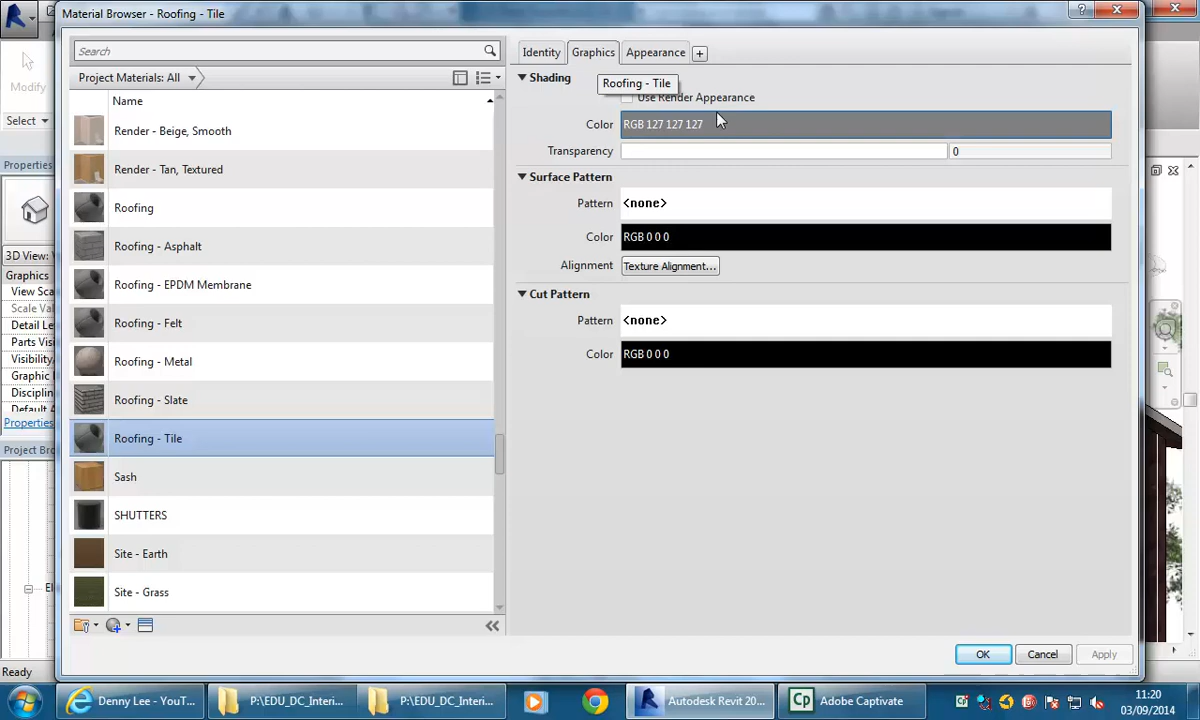 Material Browser - Roofing - Tile
Modify
Select
Properties
3D View:
Graphics
View Sca
Scale Val
Detail Le
Parts Visi
Visibility,
Graphic
Disciplin
Default A
Properties
Project Bro
Ready
Search
Project Materials: All
Name
Render - Beige, Smooth
Render - Tan, Textured
Roofing
Roofing - Asphalt
Roofing - EPDM Membrane
Roofing - Felt
Roofing - Metal
Roofing - Slate
Roofing - Tile
Sash
SHUTTERS
Site - Earth
Site - Grass
Identity
Graphics
Appearance
Shading
Roofing - Tile
Use Render Appearance
Color RGB 127 127 127
Transparency 0
Surface Pattern
Pattern <none>
Color RGB 0 0 0
Alignment Texture Alignment...
Cut Pattern
Pattern <none>
Color RGB 0 0 0
OK
Cancel
Apply
Denny Lee - YouT...
P:\EDU_DC_Interi...
P:\EDU_DC_Interi...
Autodesk Revit 20...
Cp Adobe Captivate
11:20
03/09/2014